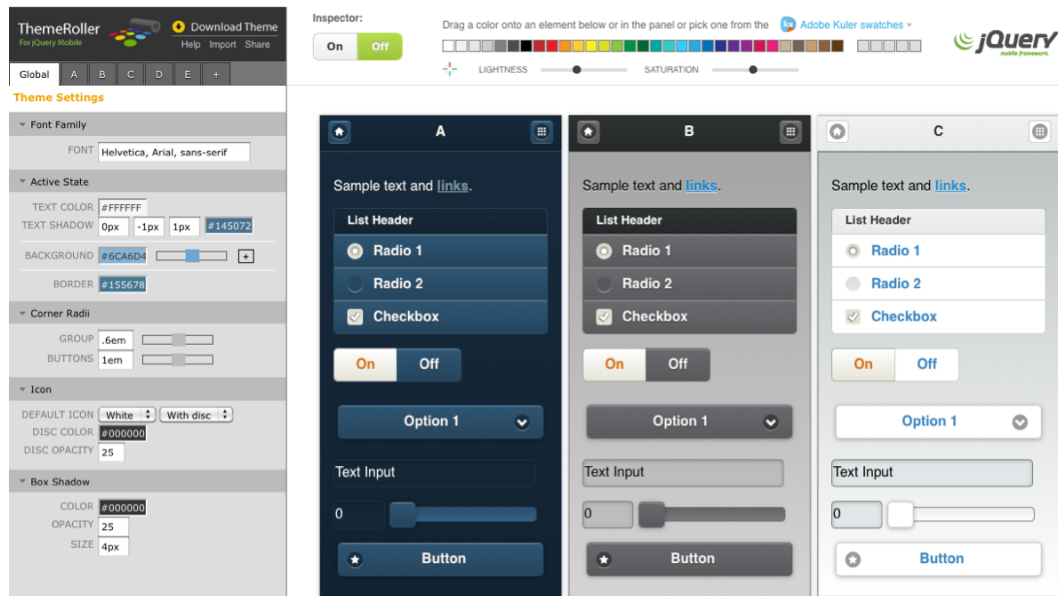 ThemeRoller
For jQuery Mobile
Download Theme
Help Import Share
Global A B C D E +
Theme Settings
Font Family
FONT Helvetica, Arial, sans-serif
Active State
TEXT COLOR #FFFFFF
TEXT SHADOW 0px -1px 1px #145072
BACKGROUND #6CA6D4 +
BORDER #155678
Corner Radii
GROUP .6em
BUTTONS 1em
Icon
DEFAULT ICON White With disc
DISC COLOR #000000
DISC OPACITY 25
Box Shadow
COLOR #000000
OPACITY 25
SIZE 4px
Inspector:
On Off
Drag a color onto an element below or in the panel or pick one from the Adobe Kuler swatches
LIGHTNESS SATURATION
jQuery
mobile framework
A
Sample text and links.
List Header
Radio 1
Radio 2
Checkbox
On Off
Option 1
Text Input
0
Button
B
Sample text and links.
List Header
Radio 1
Radio 2
Checkbox
On Off
Option 1
Text Input
0
Button
C
Sample text and links.
List Header
Radio 1
Radio 2
Checkbox
On Off
Option 1
Text Input
0
Button